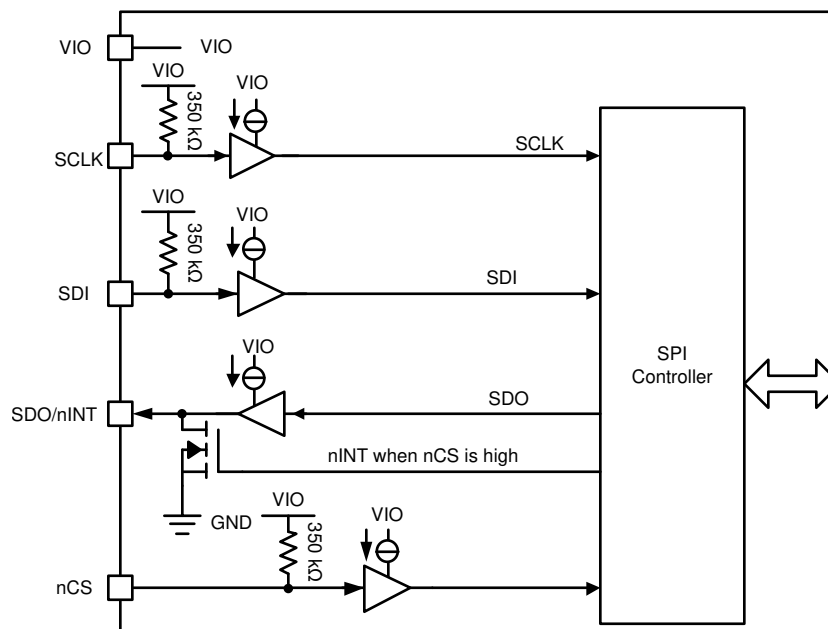 VIO
VIO
VIO
350 kΩ
VIO
SCLK
SCLK
VIO
350 kΩ
VIO
SDI
SDI
SPI
Controller
VIO
SDO/nINT
SDO
nINT when nCS is high
GND
VIO
350 kΩ
VIO
nCS